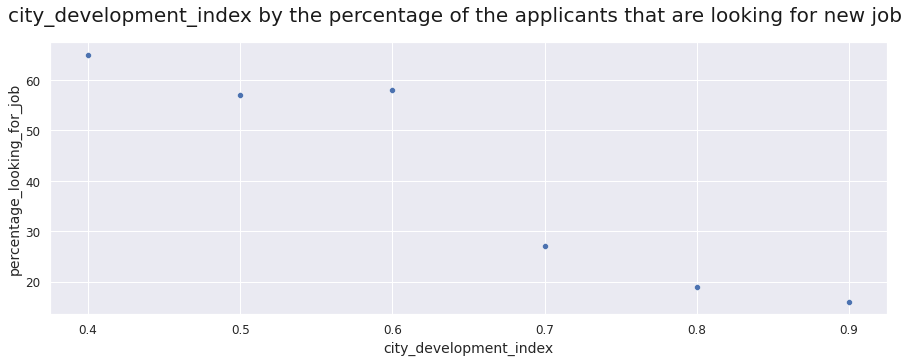 city_development_index by the percentage of the applicants that are looking for new job
percentage_looking_for_job
60
50
40
30
20
0.4 0.5 0.6 0.7 0.8 0.9
city_development_index